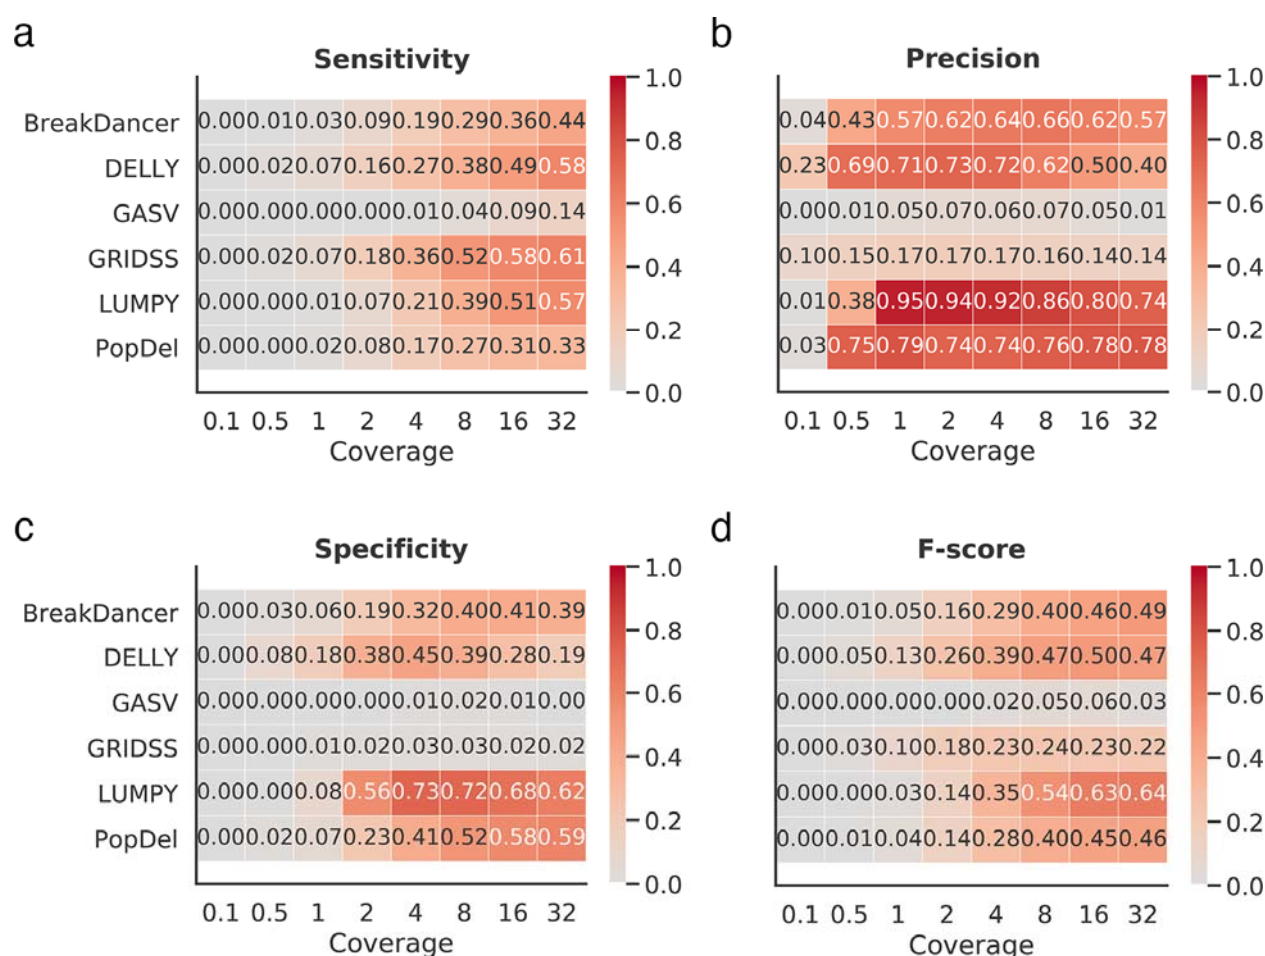 a
Sensitivity
BreakDancer 0.00 0.01 0.03 0.09 0.19 0.29 0.36 0.44
DELLY 0.00 0.02 0.07 0.16 0.27 0.38 0.49 0.58
GASV 0.00 0.00 0.00 0.00 0.01 0.04 0.09 0.14
GRIDSS 0.00 0.02 0.07 0.18 0.36 0.52 0.58 0.61
LUMPY 0.00 0.00 0.01 0.07 0.21 0.39 0.51 0.57
PopDel 0.00 0.00 0.02 0.08 0.17 0.27 0.31 0.33
0.1 0.5 1 2 4 8 16 32
Coverage
1.0
0.8
0.6
0.4
0.2
0.0
b
Precision
0.04 0.43 0.57 0.62 0.64 0.66 0.62 0.57
0.23 0.69 0.71 0.73 0.72 0.62 0.50 0.40
0.00 0.01 0.05 0.07 0.06 0.07 0.05 0.01
0.10 0.15 0.17 0.17 0.17 0.16 0.14 0.14
0.01 0.38 0.95 0.94 0.92 0.86 0.80 0.74
0.03 0.75 0.79 0.74 0.74 0.76 0.78 0.78
0.1 0.5 1 2 4 8 16 32
Coverage
1.0
0.8
0.6
0.4
0.2
0.0
c
Specificity
BreakDancer 0.00 0.03 0.06 0.19 0.32 0.40 0.41 0.39
DELLY 0.00 0.08 0.18 0.38 0.45 0.39 0.28 0.19
GASV 0.00 0.00 0.00 0.00 0.01 0.02 0.01 0.00
GRIDSS 0.00 0.00 0.01 0.02 0.03 0.03 0.02 0.02
LUMPY 0.00 0.00 0.08 0.56 0.73 0.72 0.68 0.62
PopDel 0.00 0.02 0.07 0.23 0.41 0.52 0.58 0.59
0.1 0.5 1 2 4 8 16 32
Coverage
1.0
0.8
0.6
0.4
0.2
0.0
d
F-score
0.00 0.01 0.05 0.16 0.29 0.40 0.46 0.49
0.00 0.05 0.13 0.26 0.39 0.47 0.50 0.47
0.00 0.00 0.00 0.00 0.02 0.05 0.06 0.03
0.00 0.03 0.10 0.18 0.23 0.24 0.23 0.22
0.00 0.00 0.03 0.14 0.35 0.54 0.63 0.64
0.00 0.01 0.04 0.14 0.28 0.40 0.45 0.46
0.1 0.5 1 2 4 8 16 32
Coverage
1.0
0.8
0.6
0.4
0.2
0.0